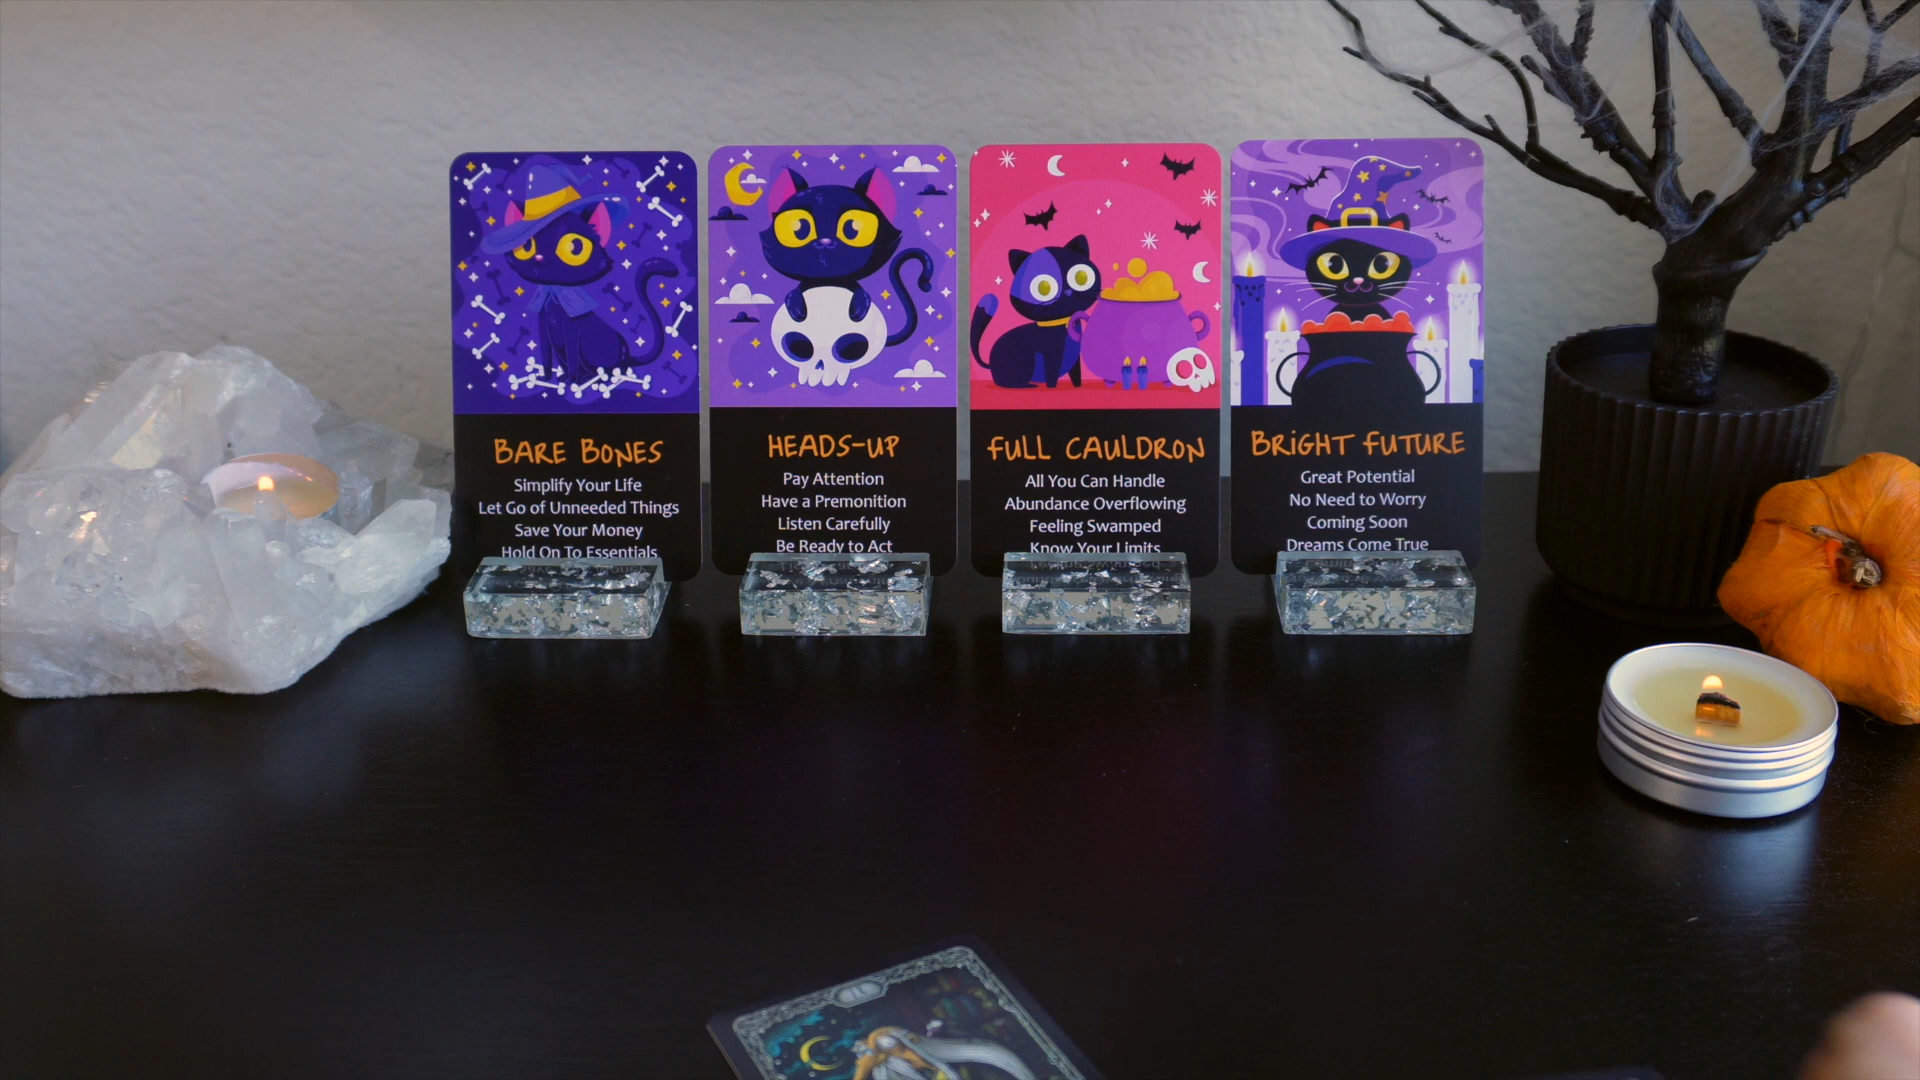 BARE BONES
Simplify Your Life
Let Go of Unneeded Things
Save Your Money
Hold On To Essentials
HEADS-UP
Pay Attention
Have a Premonition
Listen Carefully
Be Ready to Act
FULL CAULDRON
All You Can Handle
Abundance Overflowing
Feeling Swamped
Know Your Limits
BRiGHT FUTURE
Great Potential
No Need to Worry
Coming Soon
Dreams Come True